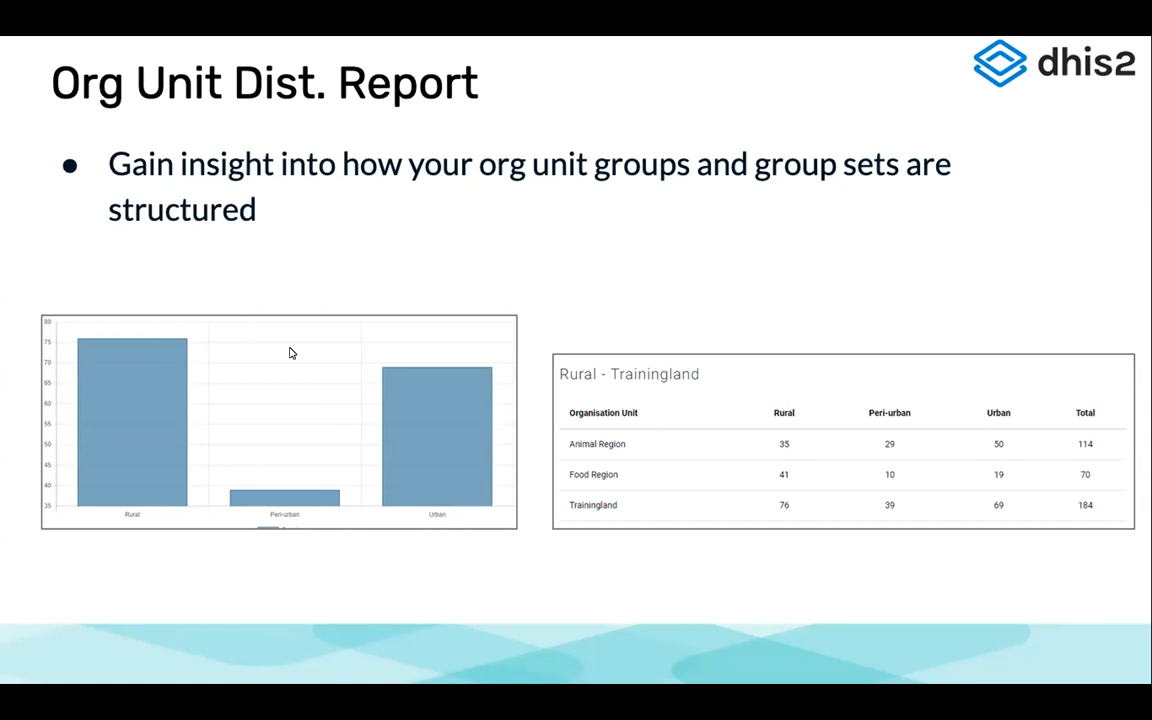 dhis2
Org Unit Dist. Report
● Gain insight into how your org unit groups and group sets are
structured
80
75
70
65
60
55
50
45
40
35
Rural Peri-urban Urban
Rural - Trainingland
Organisation Unit Rural Peri-urban Urban Total
Animal Region 35 29 50 114
Food Region 41 10 19 70
Trainingland 76 39 69 184